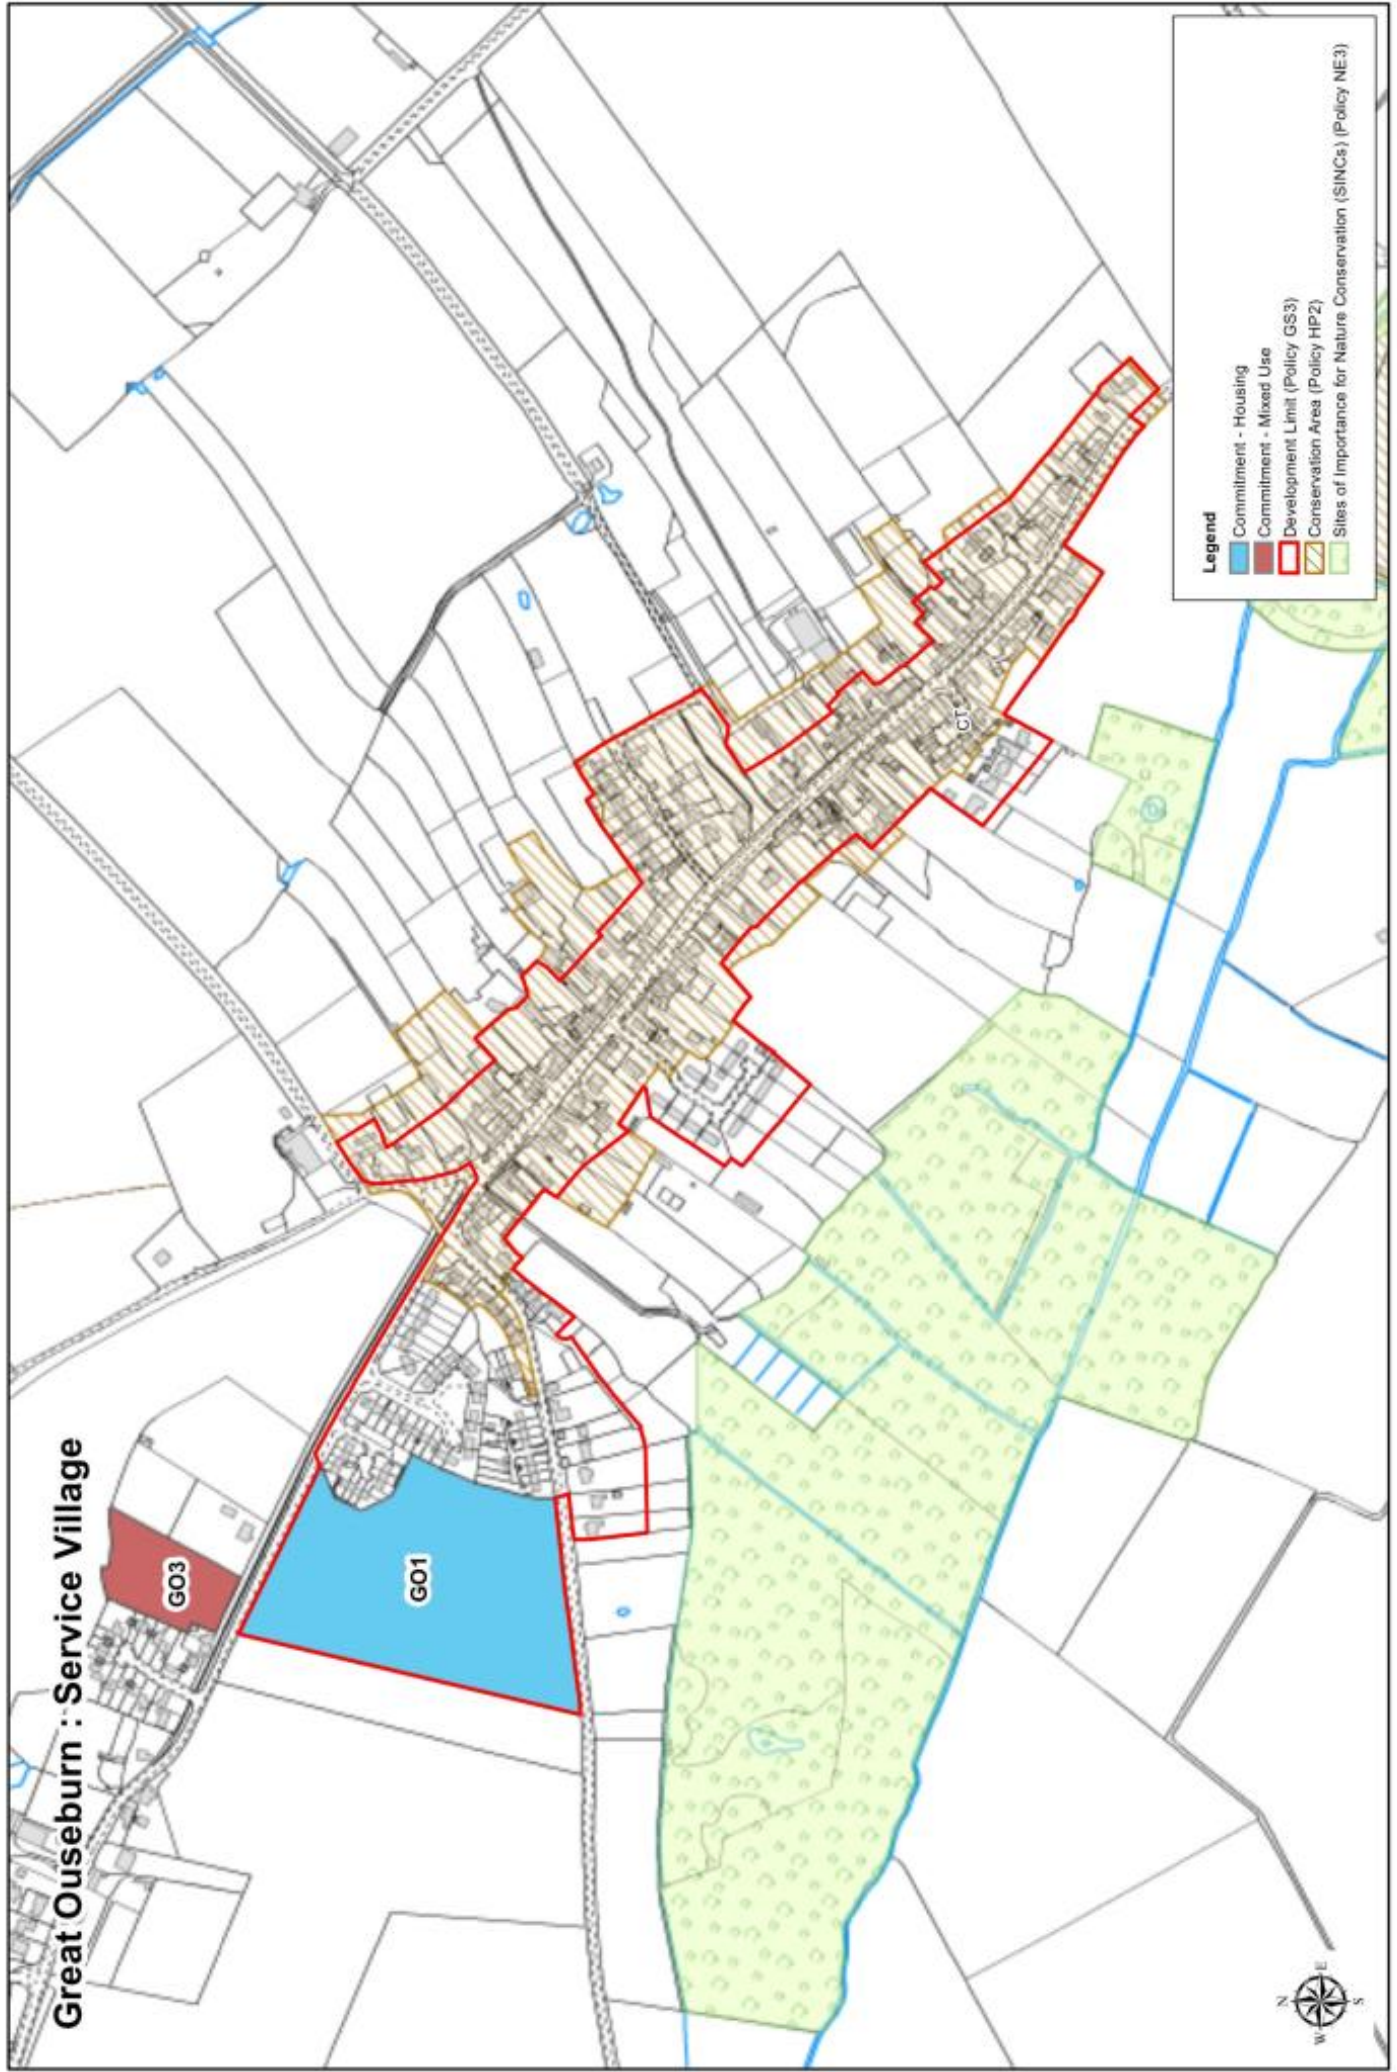 Great Ouseburn : Service Village
GO3
GO1
CT
Legend
Commitment - Housing
Commitment - Mixed Use
Development Limit (Policy GS3)
Conservation Area (Policy HP2)
Sites of Importance for Nature Conservation (SINCs) (Policy NE3)
N
W
E
S